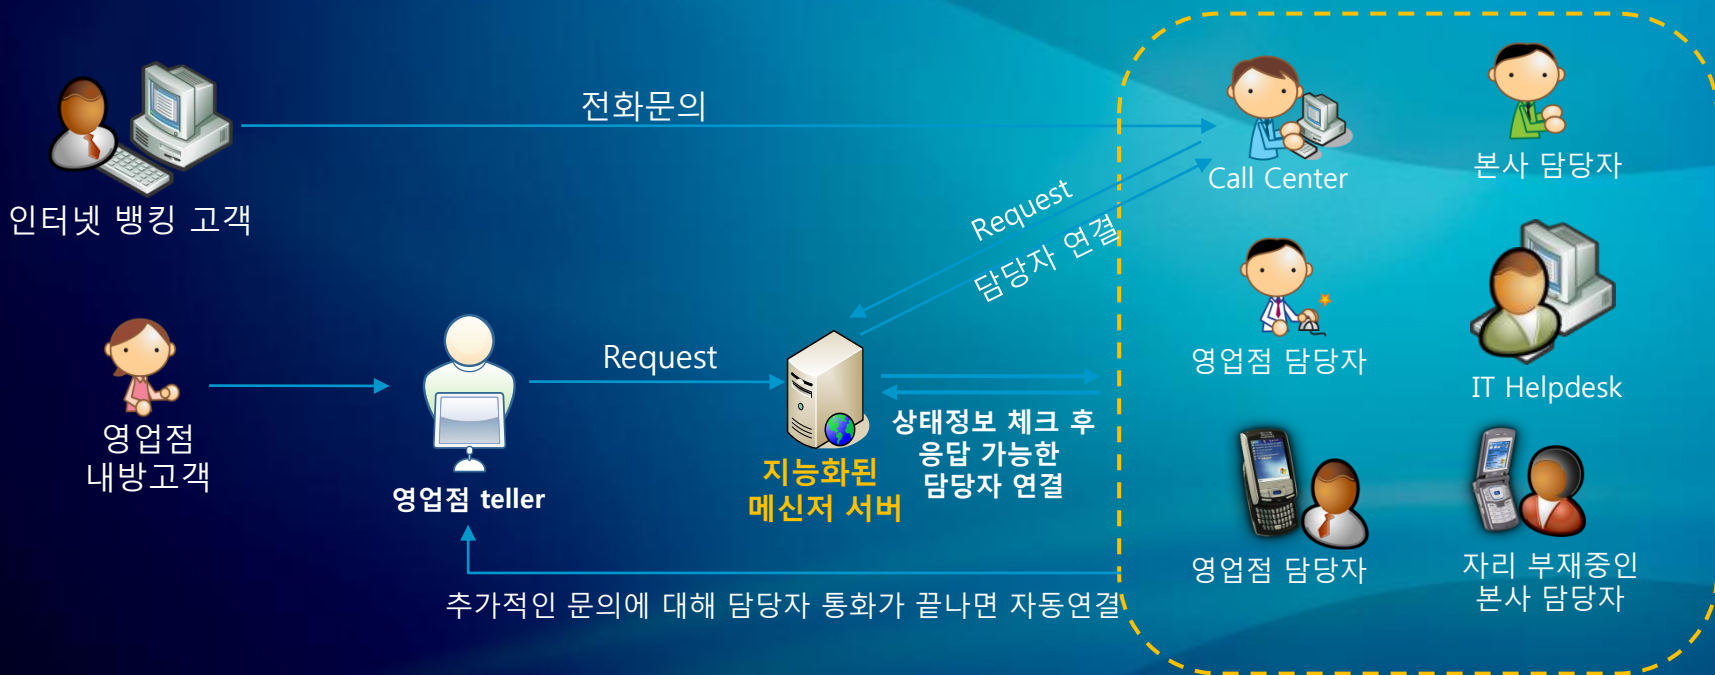 전화문의
인터넷 뱅킹 고객
Call Center
본사 담당자
Request
담당자 연결
영업점 담당자
IT Helpdesk
영업점
내방고객
영업점 teller
Request
지능화된
메신저 서버
상태정보 체크 후
응답 가능한
담당자 연결
영업점 담당자
자리 부재중인
본사 담당자
추가적인 문의에 대해 담당자 통화가 끝나면 자동연결